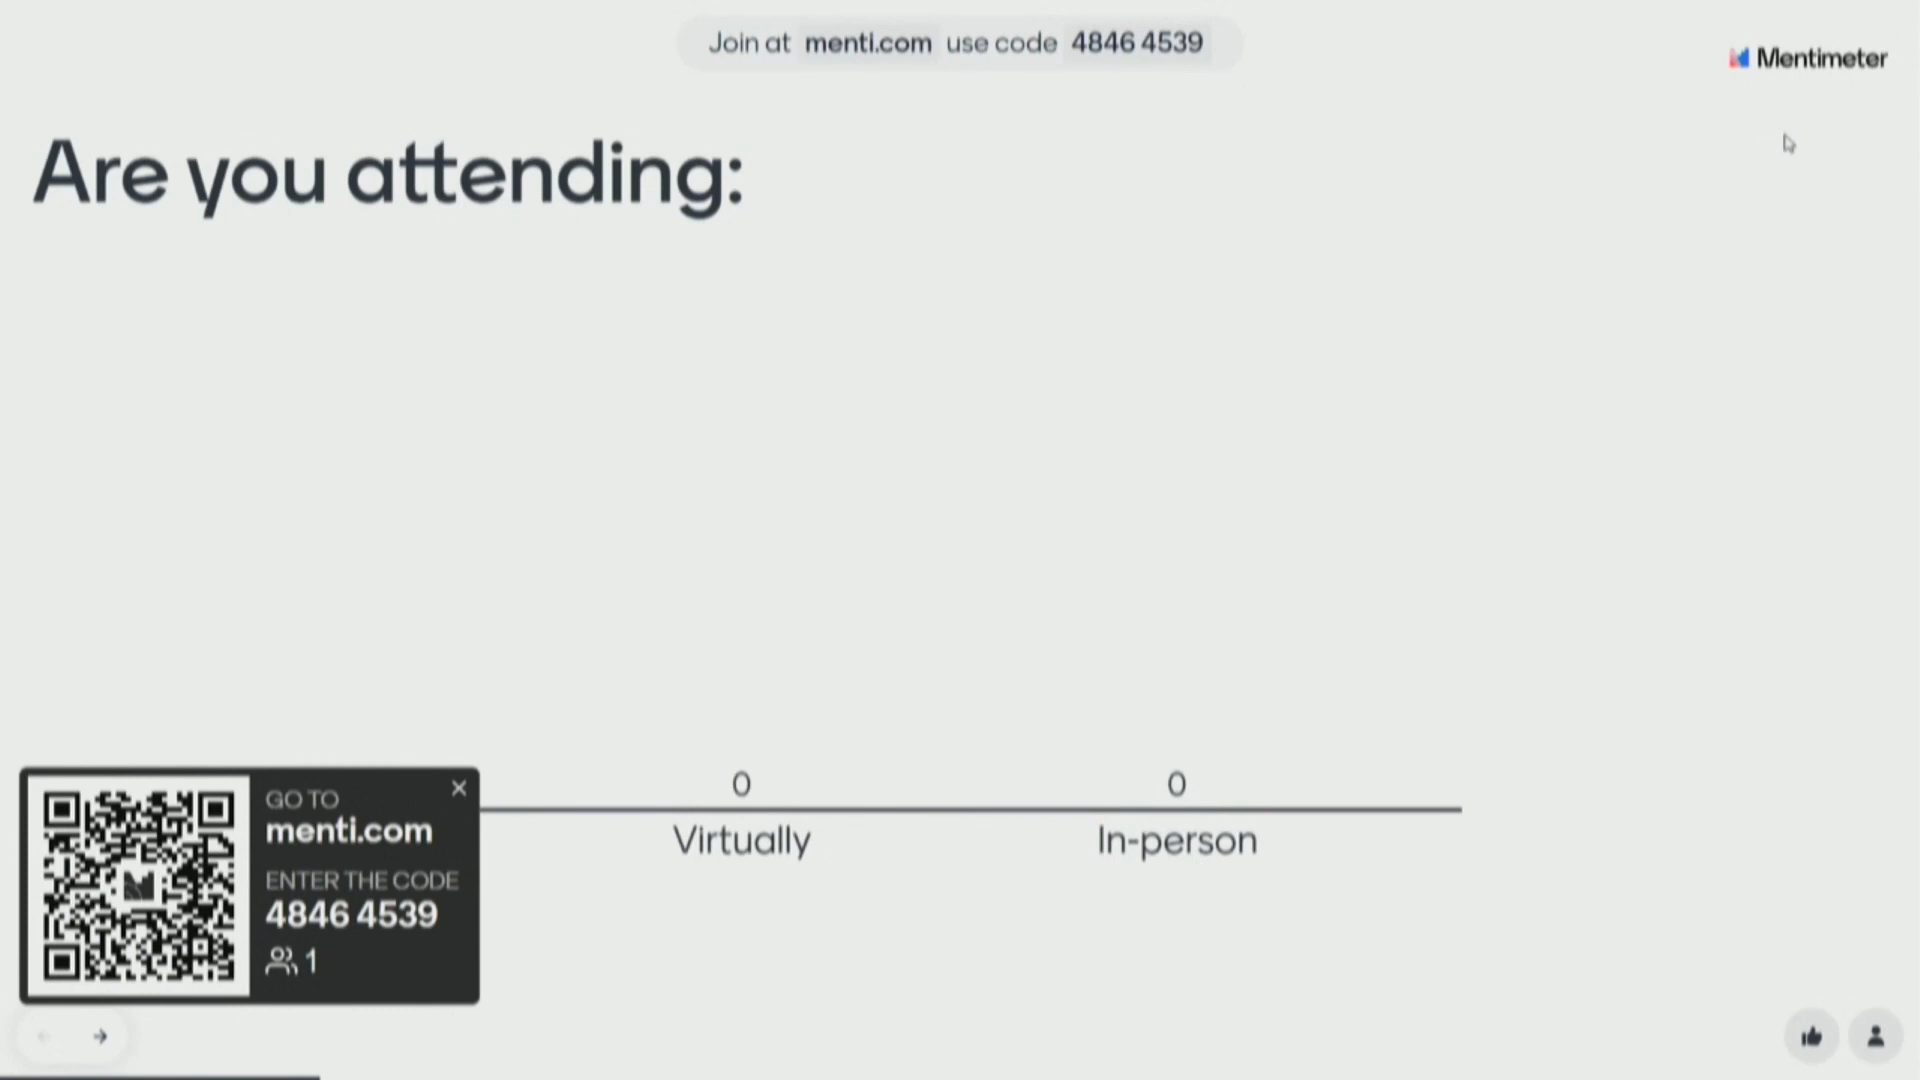 Join at menti.com use code 4846 4539
Mentimeter
Are you attending:
0
0
Virtually
In-person
GO TO
menti.com
ENTER THE CODE
4846 4539
1